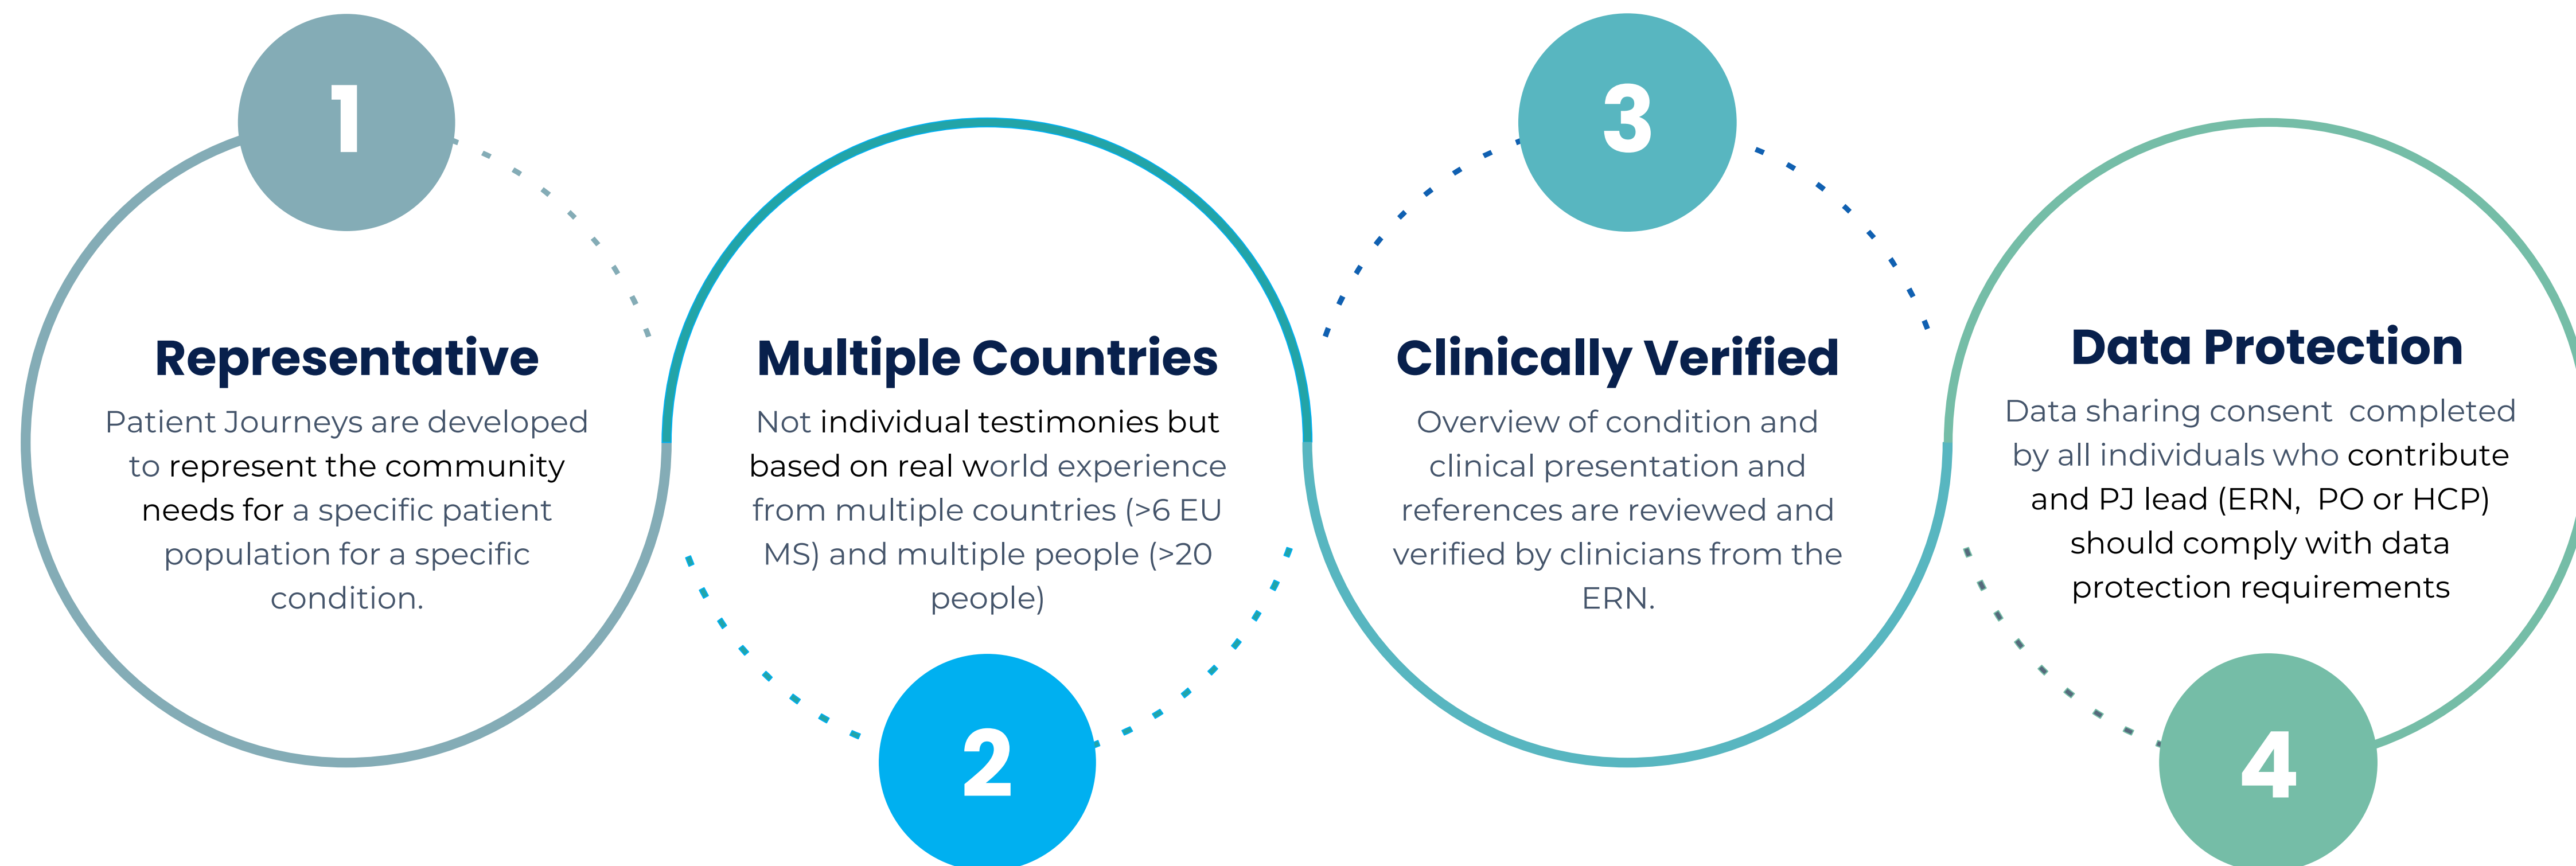 1
Representative
Patient Journeys are developed
to represent the community
needs for a specific patient
population for a specific
condition.
Multiple Countries
Not individual testimonies but
based on real world experience
from multiple countries (>6 EU
MS) and multiple people (>20
people)
2
3
Clinically Verified
Overview of condition and
clinical presentation and
references are reviewed and
verified by clinicians from the
ERN.
Data Protection
Data sharing consent completed
by all individuals who contribute
and PJ lead (ERN, PO or HCP)
should comply with data
protection requirements
4